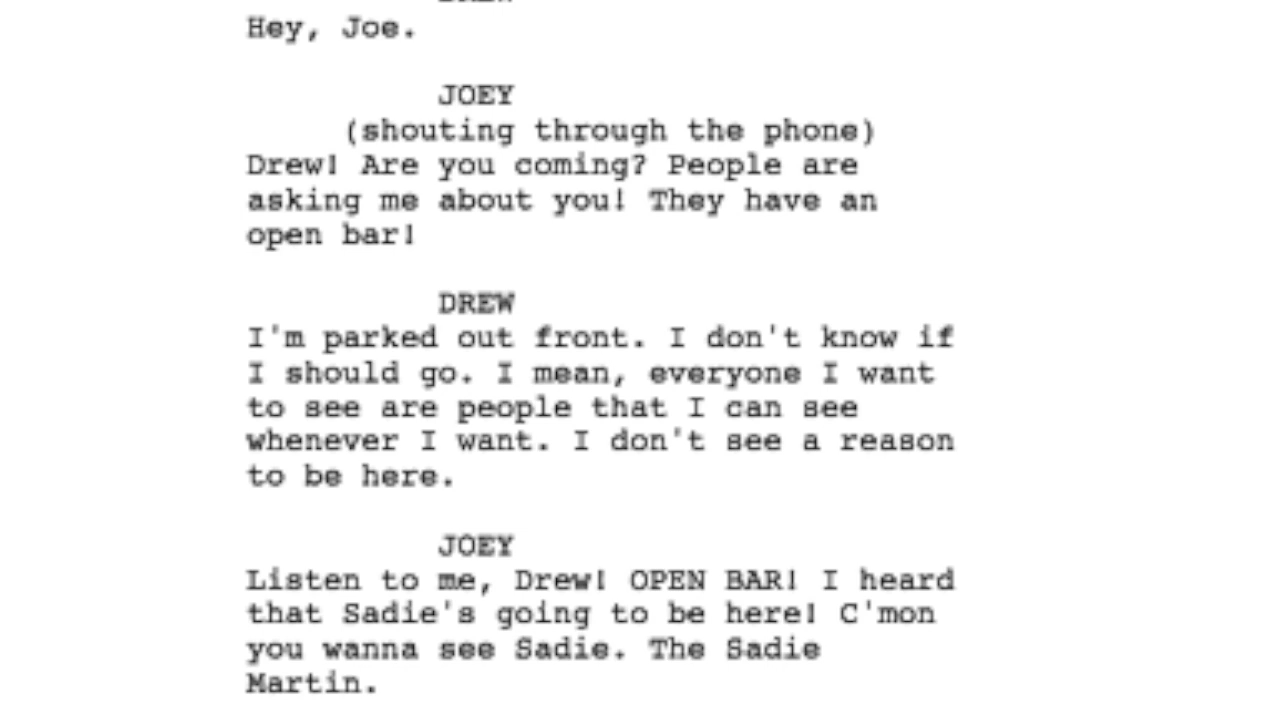 Hey, Joe.
JOEY
(shouting through the phone)
Drew! Are you coming? People are
asking me about you! They have an
open bar!
DREW
I'm parked out front. I don't know if
I should go. I mean, everyone I want
to see are people that I can see
whenever I want. I don't see a reason
to be here.
JOEY
Listen to me, Drew! OPEN BAR! I heard
that Sadie's going to be here! C'mon
you wanna see Sadie. The Sadie
Martin.